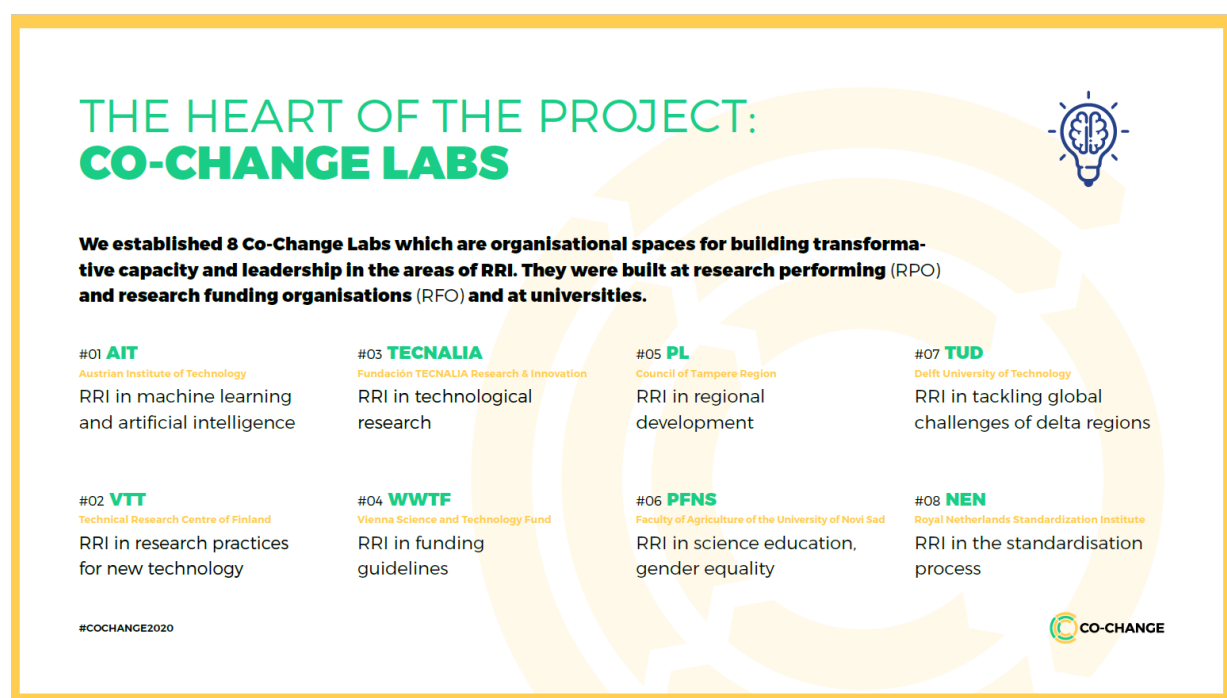 THE HEART OF THE PROJECT:
CO-CHANGE LABS
We established 8 Co-Change Labs which are organisational spaces for building transforma-
tive capacity and leadership in the areas of RRI. They were built at research performing (RPO)
and research funding organisations (RFO) and at universities.
#01 AIT
Austrian Institute of Technology
RRI in machine learning
and artificial intelligence
#02 VTT
Technical Research Centre of Finland
RRI in research practices
for new technology
#03 TECNALIA
Fundación TECNALIA Research & Innovation
RRI in technological
research
#04 WWTF
Vienna Science and Technology Fund
RRI in funding
guidelines
#05 PL
Council of Tampere Region
RRI in regional
development
#06 PFNS
Faculty of Agriculture of the University of Novi Sad
RRI in science education,
gender equality
#07 TUD
Delft University of Technology
RRI in tackling global
challenges of delta regions
#08 NEN
Royal Netherlands Standardization Institute
RRI in the standardisation
process
#COCHANGE2020
CO-CHANGE